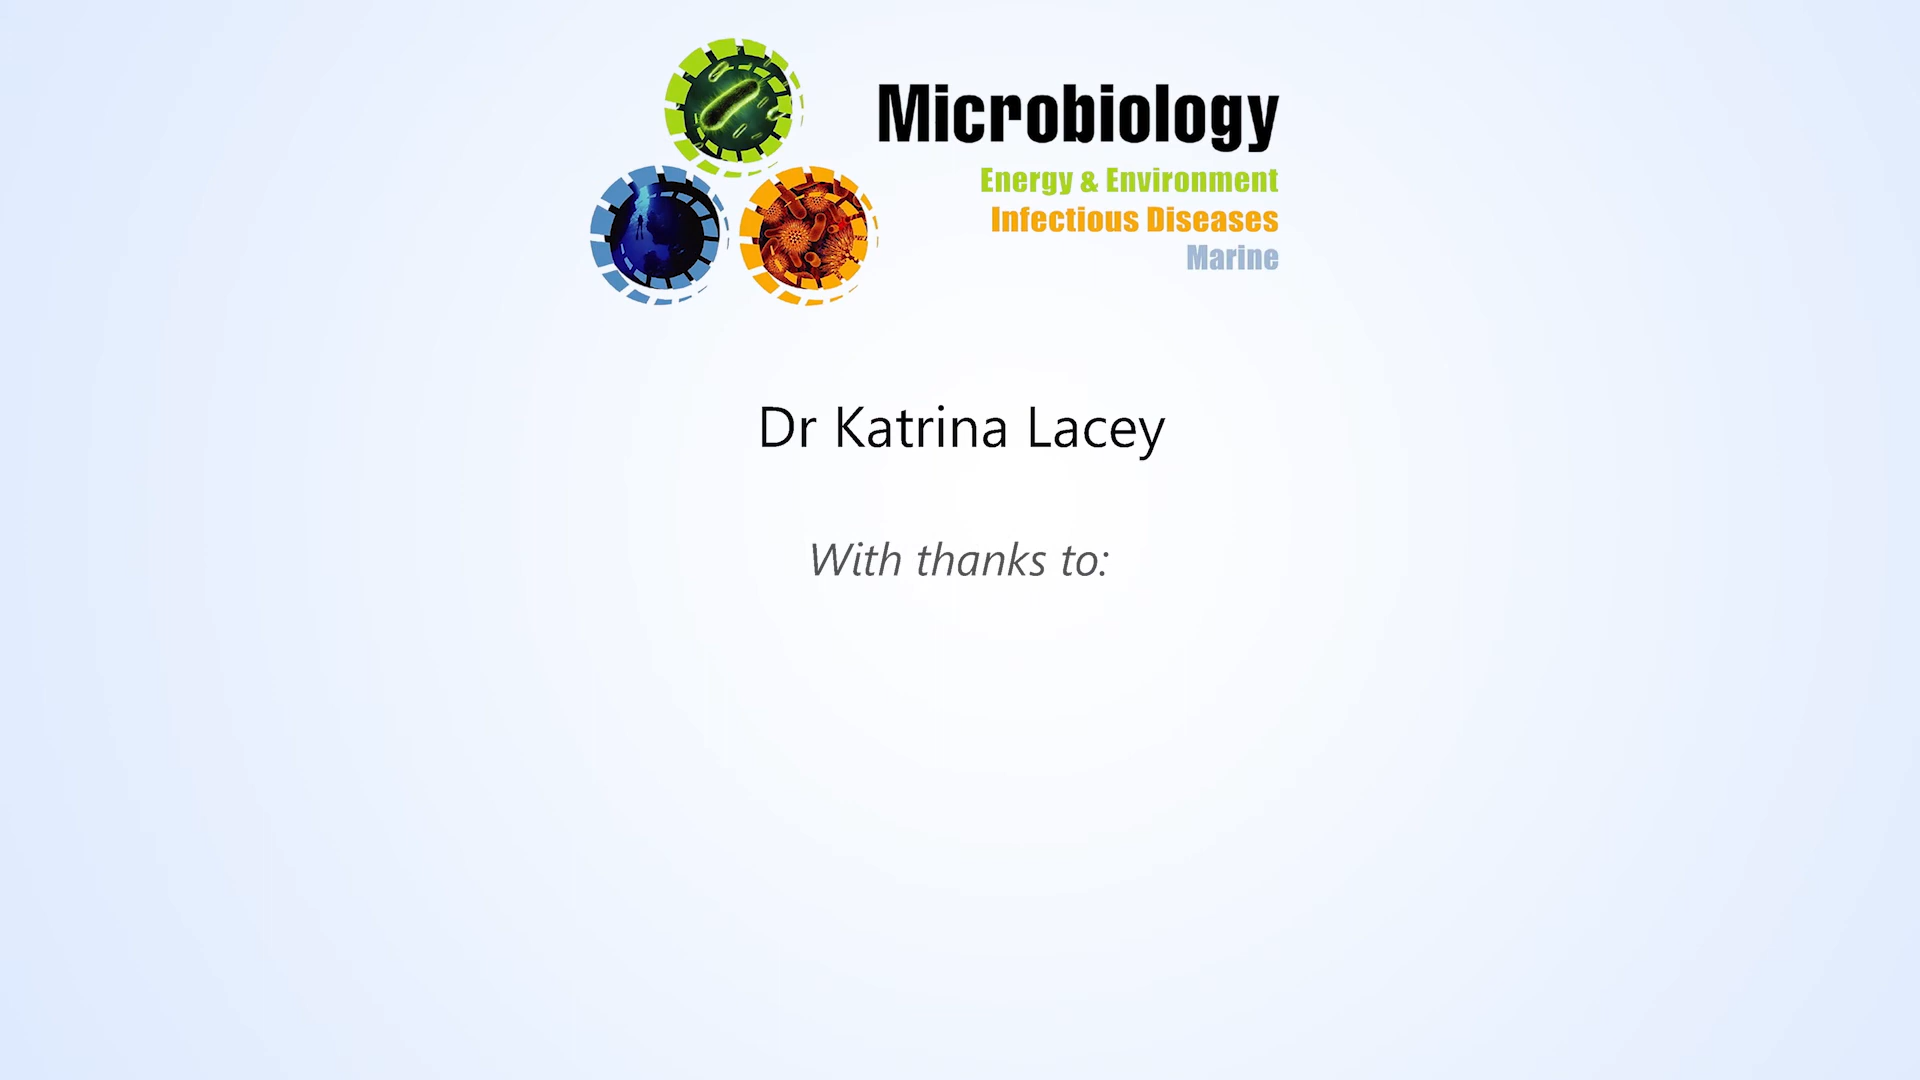 Microbiology
Energy & Environment
Infectious Diseases
Marine
Dr Katrina Lacey
With thanks to: